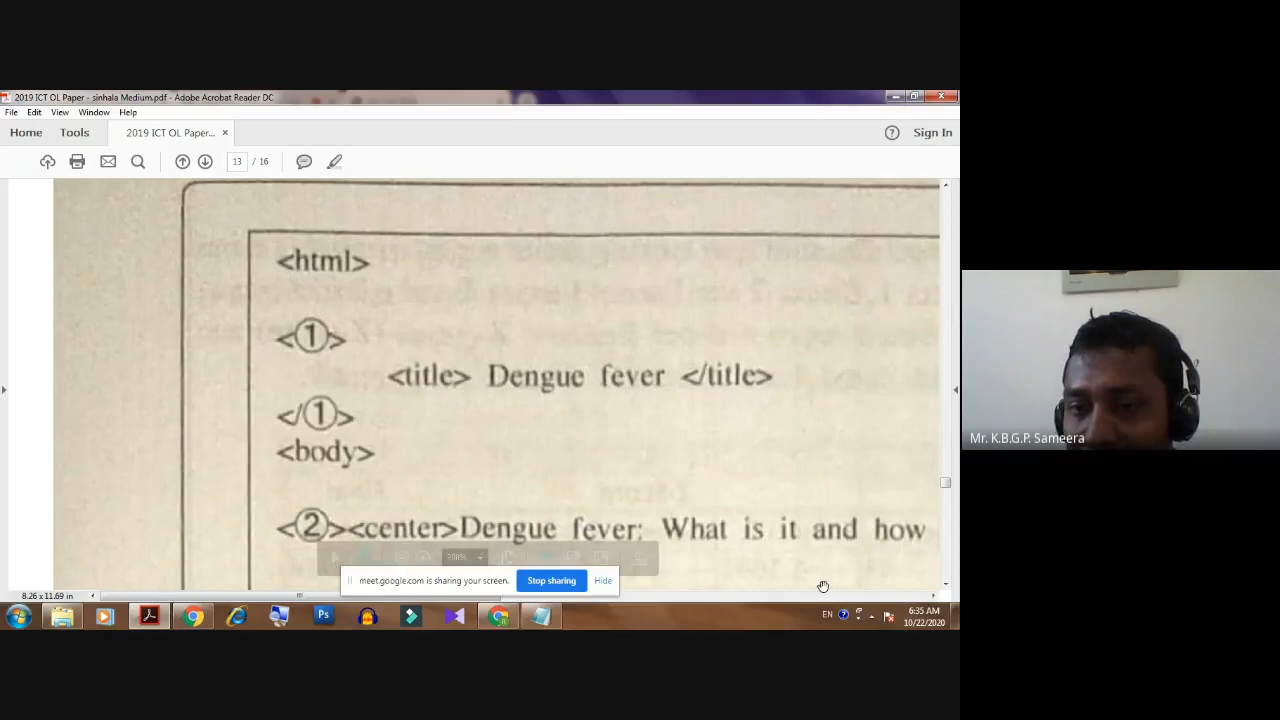 2019 ICT OL Paper - sinhala Medium.pdf - Adobe Acrobat Reader DC
File Edit View Window Help
Home Tools 2019 ICT OL Paper... × Sign In
13 / 16
<html>
<①>
<title> Dengue fever </title>
</①>
<body>
<②><center>Dengue fever: What is it and how
meet.google.com is sharing your screen. Stop sharing Hide
8.26 x 11.69 in
Ps
EN 6:35 AM
10/22/2020
Mr. K.B.G.P. Sameera